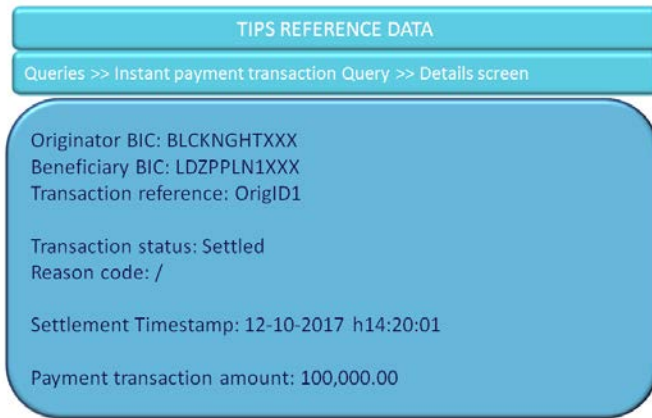 TIPS REFERENCE DATA
Queries >> Instant payment transaction Query >> Details screen
Originator BIC: BLCKNGHTXXX
Beneficiary BIC: LDZPPLN1XXX
Transaction reference: OrigID1
Transaction status: Settled
Reason code: /
Settlement Timestamp: 12-10-2017 h14:20:01
Payment transaction amount: 100,000.00